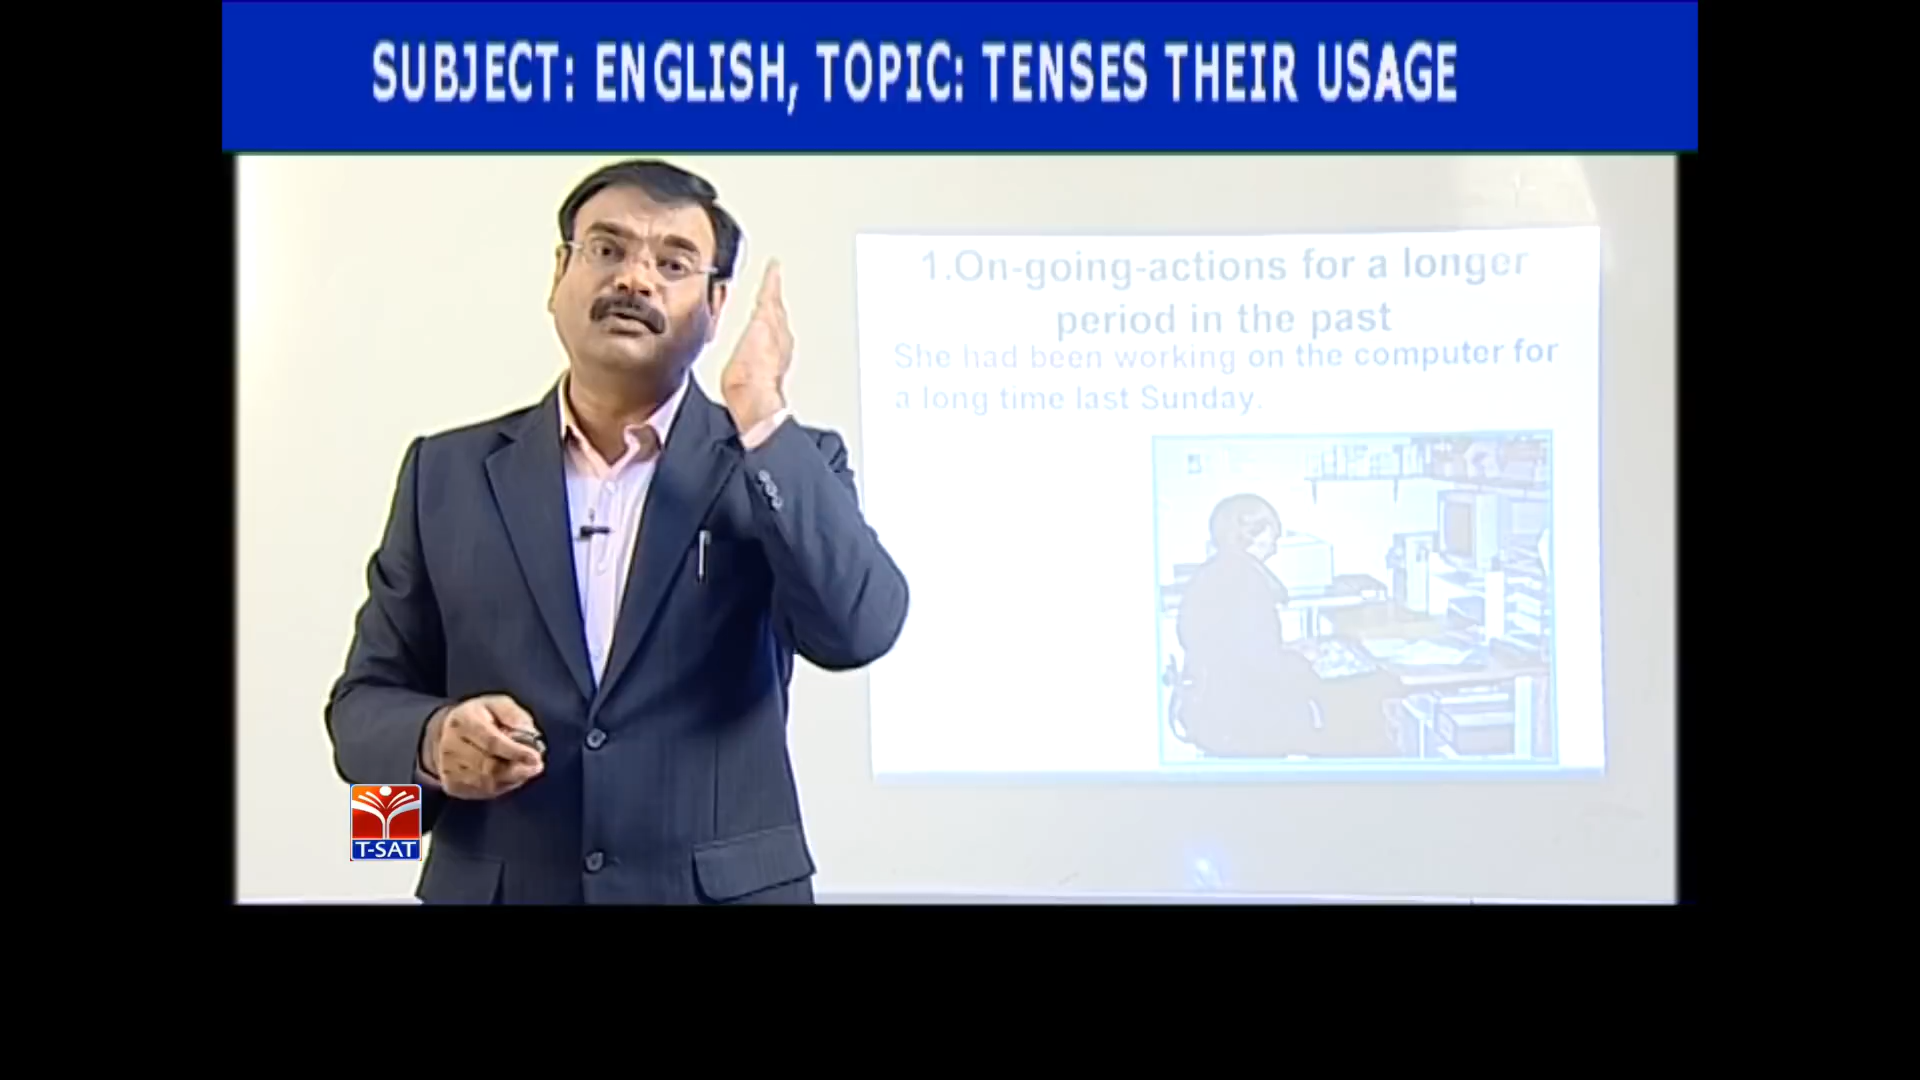 SUBJECT: ENGLISH, TOPIC: TENSES THEIR USAGE
1.On-going-actions for a longer
period in the past
She had been working on the computer for
a long time last Sunday.
T-SAT